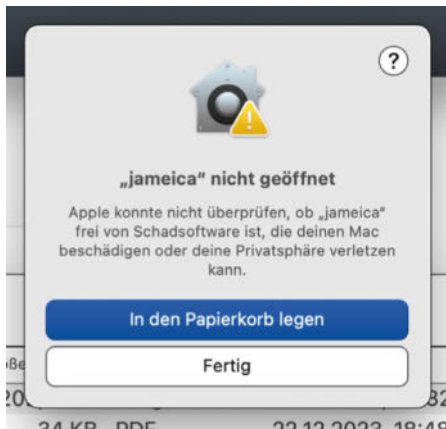 ?
„jameica“ nicht geöffnet
Apple konnte nicht überprüfen, ob „jameica“
frei von Schadsoftware ist, die deinen Mac
beschädigen oder deine Privatsphäre verletzen
kann.
In den Papierkorb legen
Fertig
34 KB PDF 22.12.2023, 18:48